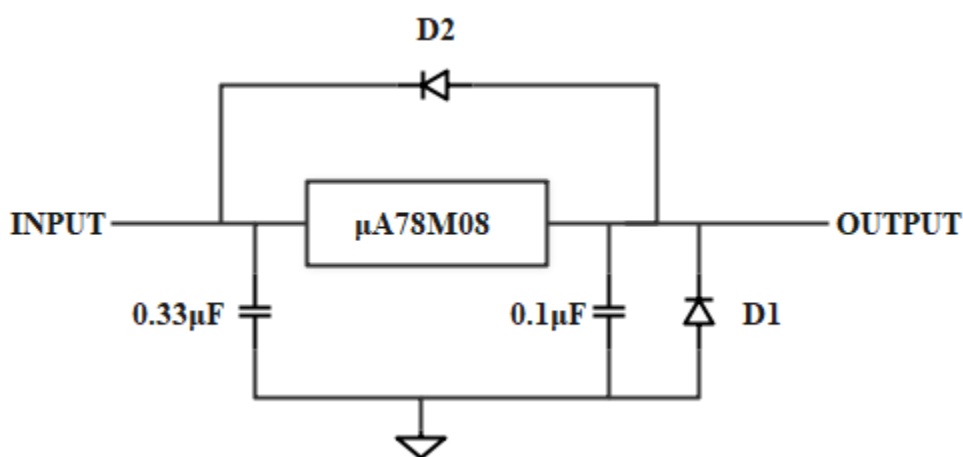 D2
INPUT
μA78M08
OUTPUT
0.33μF
0.1μF
D1